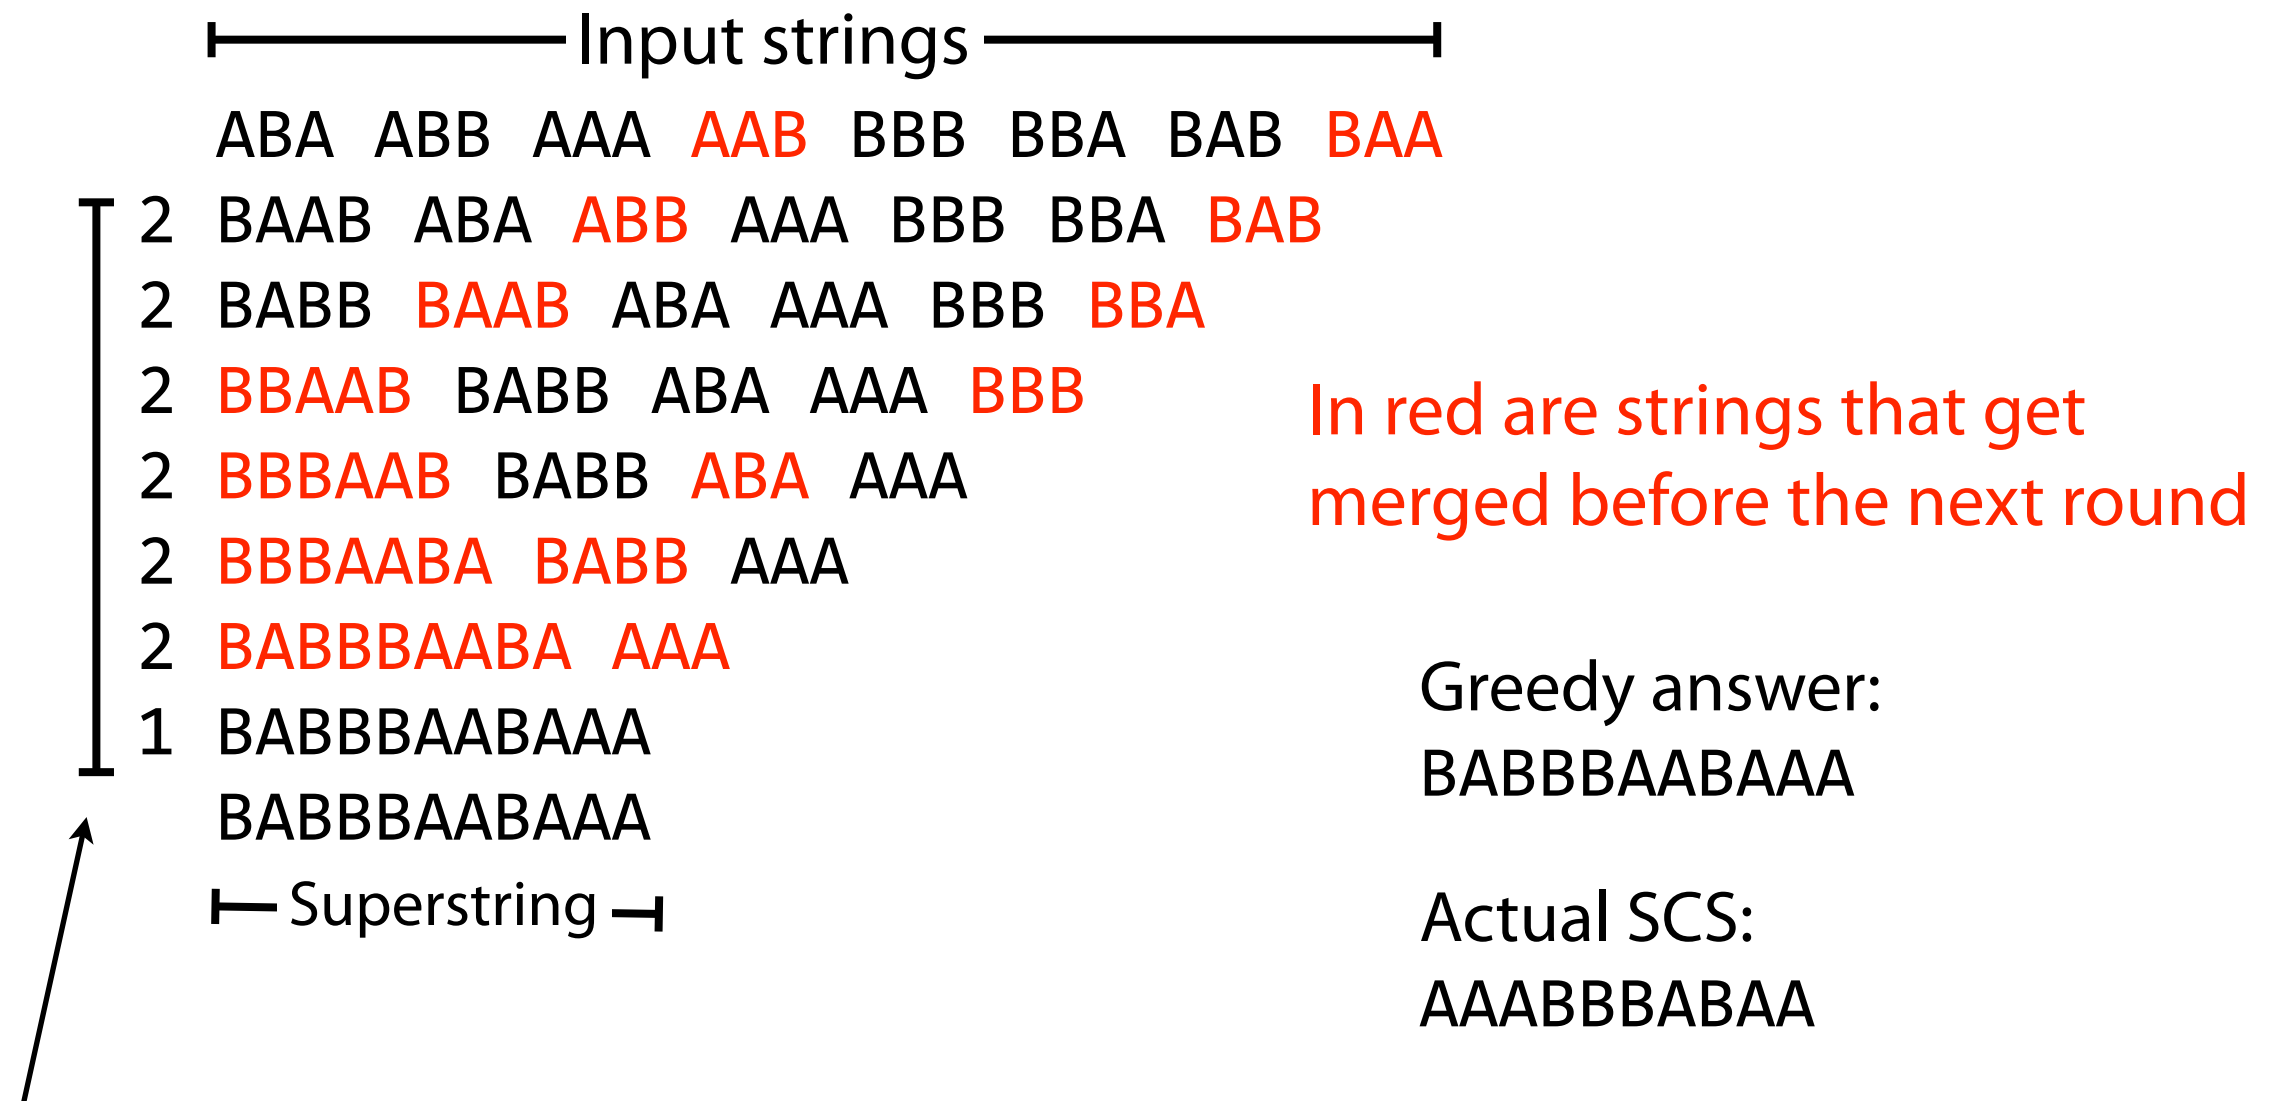 Input strings
ABA ABB AAA AAB BBB BBA BAB BAA
2 BAAB ABA ABB AAA BBB BBA BAB
2 BABB BAAB ABA AAA BBB BBA
2 BBAAB BABB ABA AAA BBB
2 BBBAAB BABB ABA AAA
2 BBBAABA BABB AAA
2 BABBBAABA AAA
1 BABBBAABAAA
BABBBAABAAA
Superstring
In red are strings that get
merged before the next round
Greedy answer:
BABBBAABAAA
Actual SCS:
AAABBBABAA